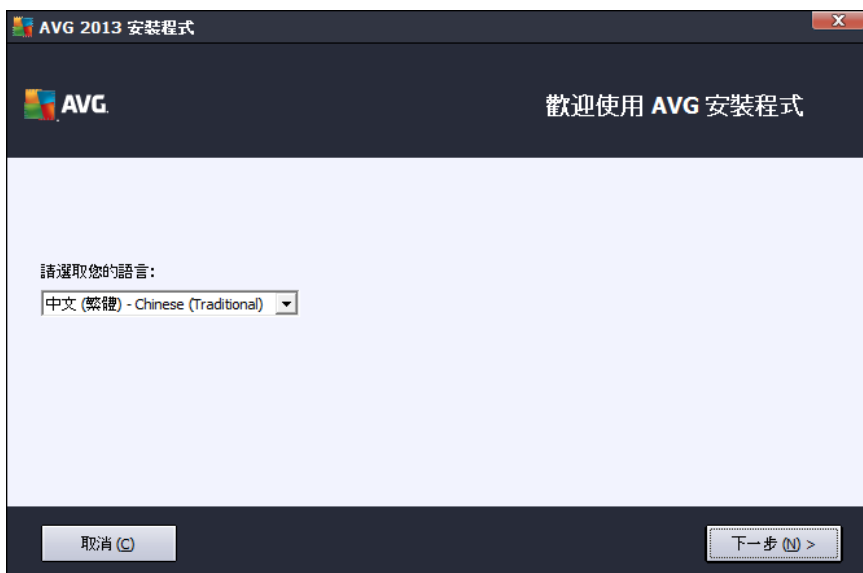 AVG 2013 安裝程式
AVG.
歡迎使用 AVG 安裝程式
請選取您的語言:
中文 (繁體) - Chinese (Traditional)
取消 (C)
下一步 (N) >